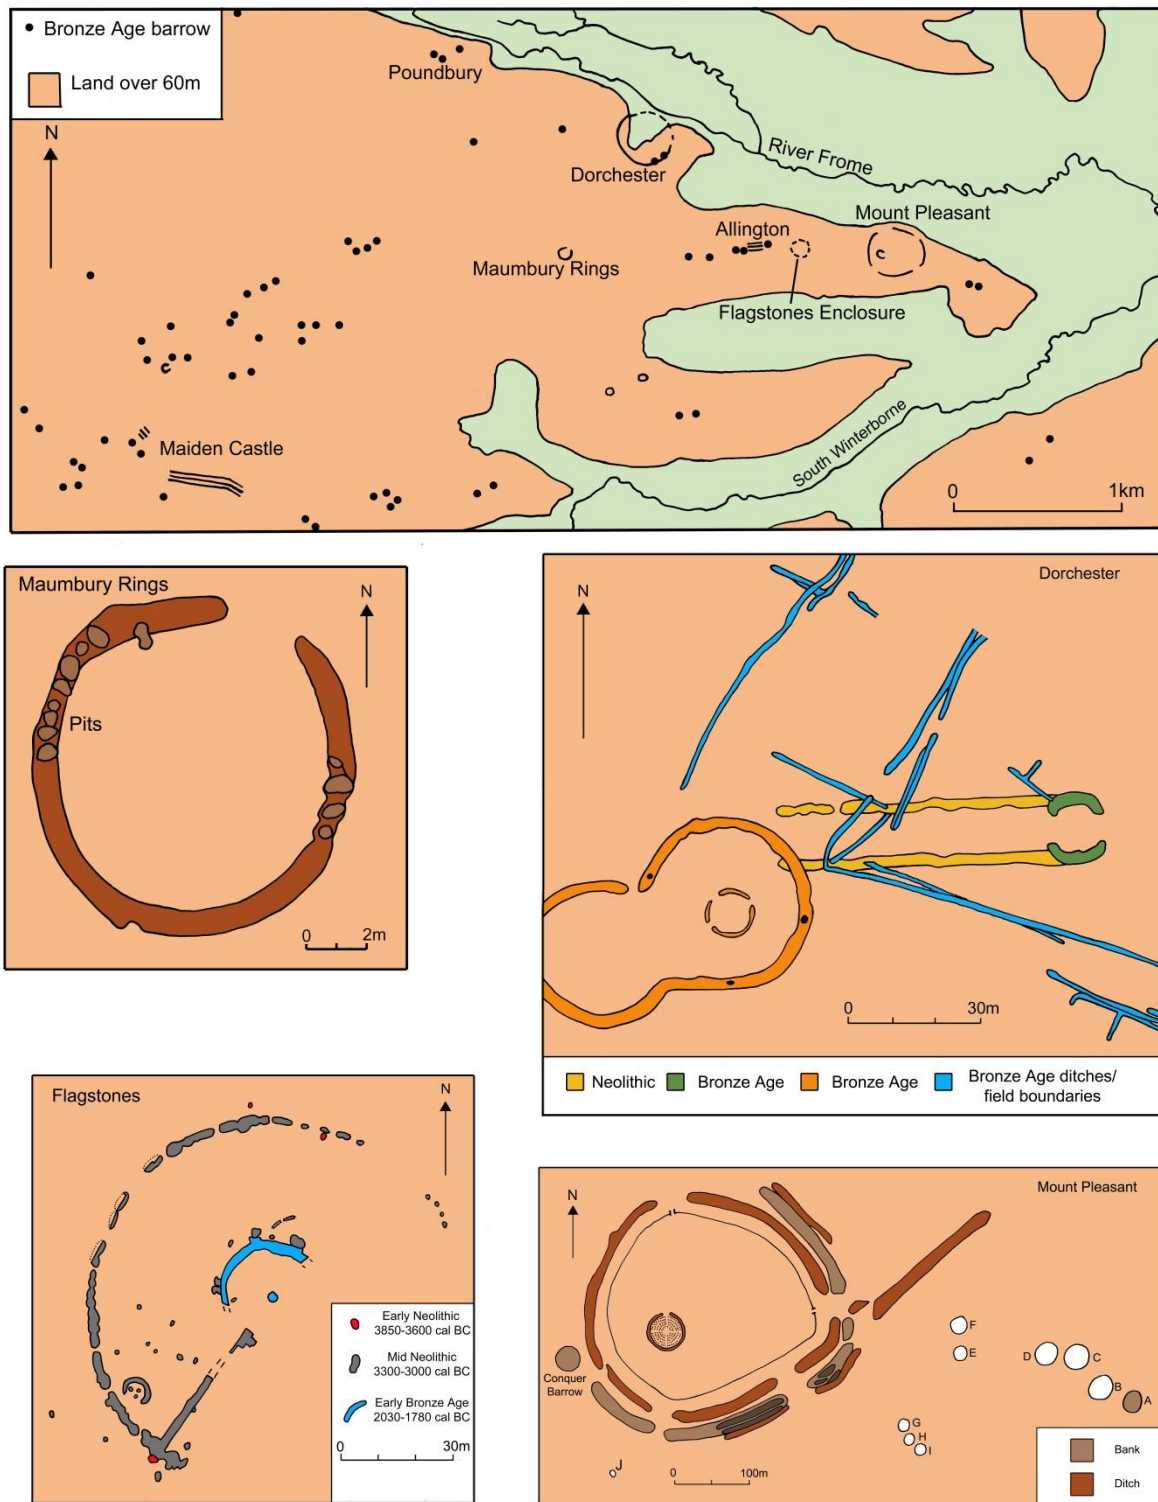 Bronze Age barrow
Land over 60m
N
Poundbury
Dorchester
River Frome
Mount Pleasant
Allington
Maumbury Rings
Flagstones Enclosure
Maiden Castle
South Winterborne
0 1km
Maumbury Rings
N
Pits
0 2m
Dorchester
N
0 30m
Neolithic Bronze Age Bronze Age Bronze Age ditches/
field boundaries
Flagstones
N
Early Neolithic
3850-3600 cal BC
Mid Neolithic
3300-3000 cal BC
Early Bronze Age
2030-1780 cal BC
0 30m
Mount Pleasant
N
Conquer
Barrow
F
E
D
C
B
A
G
H
I
J
0 100m
Bank
Ditch